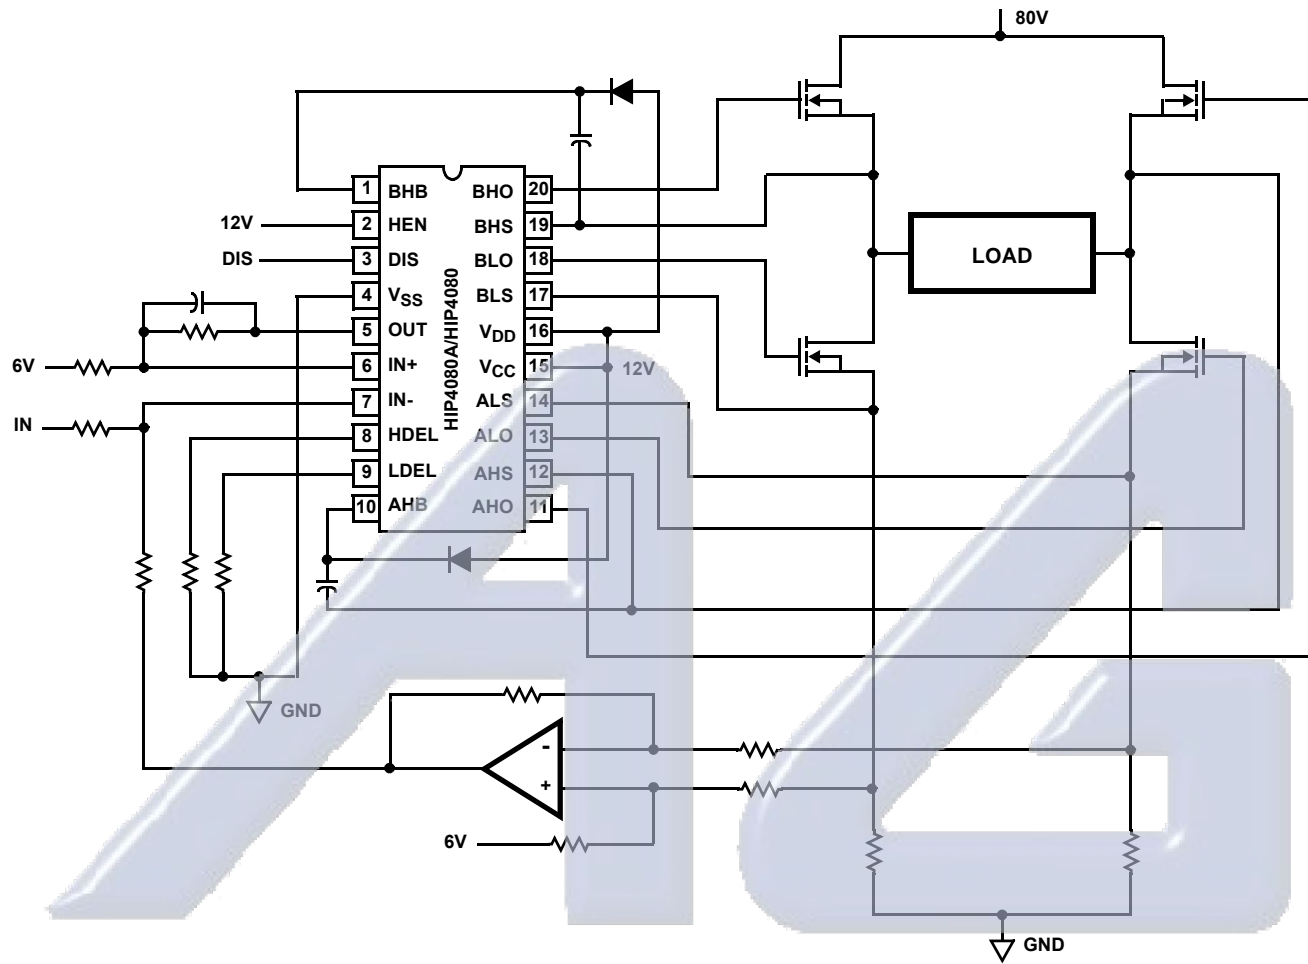 80V
1 BHB BHO 20
12V 2 HEN BHS 19
DIS 3 DIS BLO 18
LOAD
4 VSS BLS 17
5 OUT VDD 16
6V 6 IN+ VCC 15 12V
IN 7 IN- ALS 14
8 HDEL ALO 13
9 LDEL AHS 12
10 AHB AHO 11
HIP4080A/HIP4080
GND
-
+
6V
GND